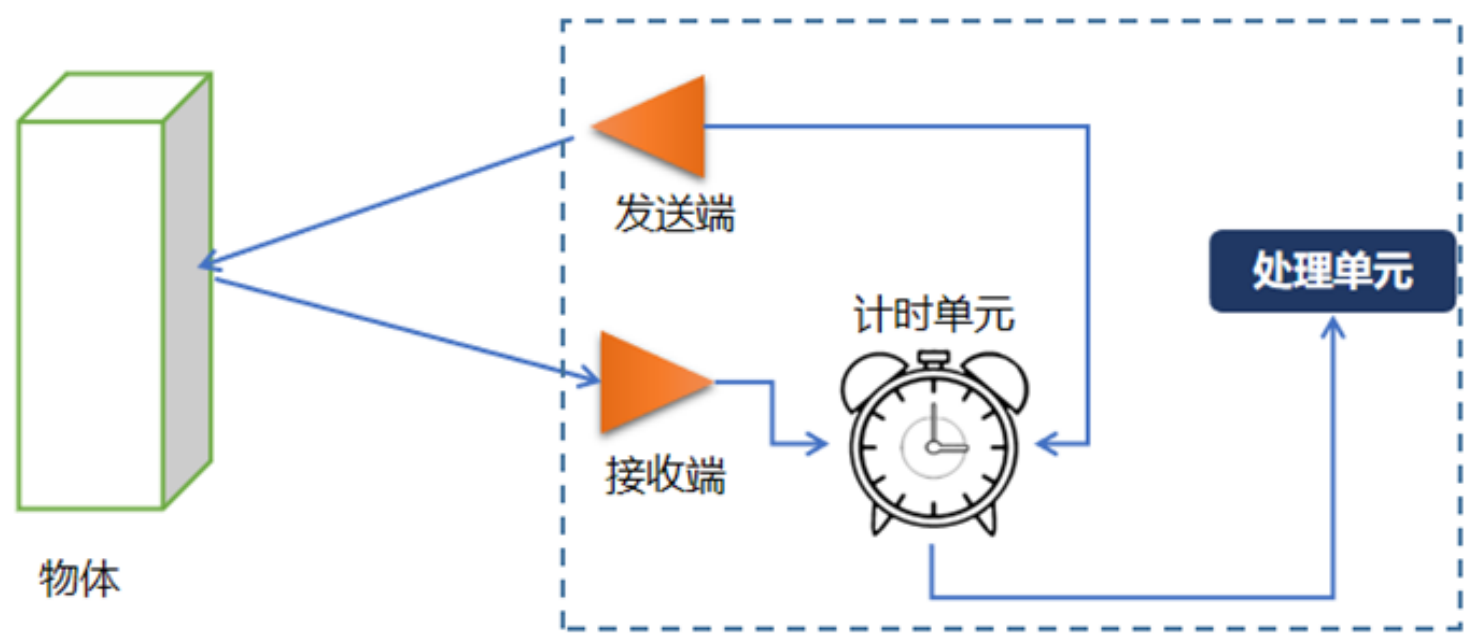 发送端
处理单元
计时单元
接收端
物体